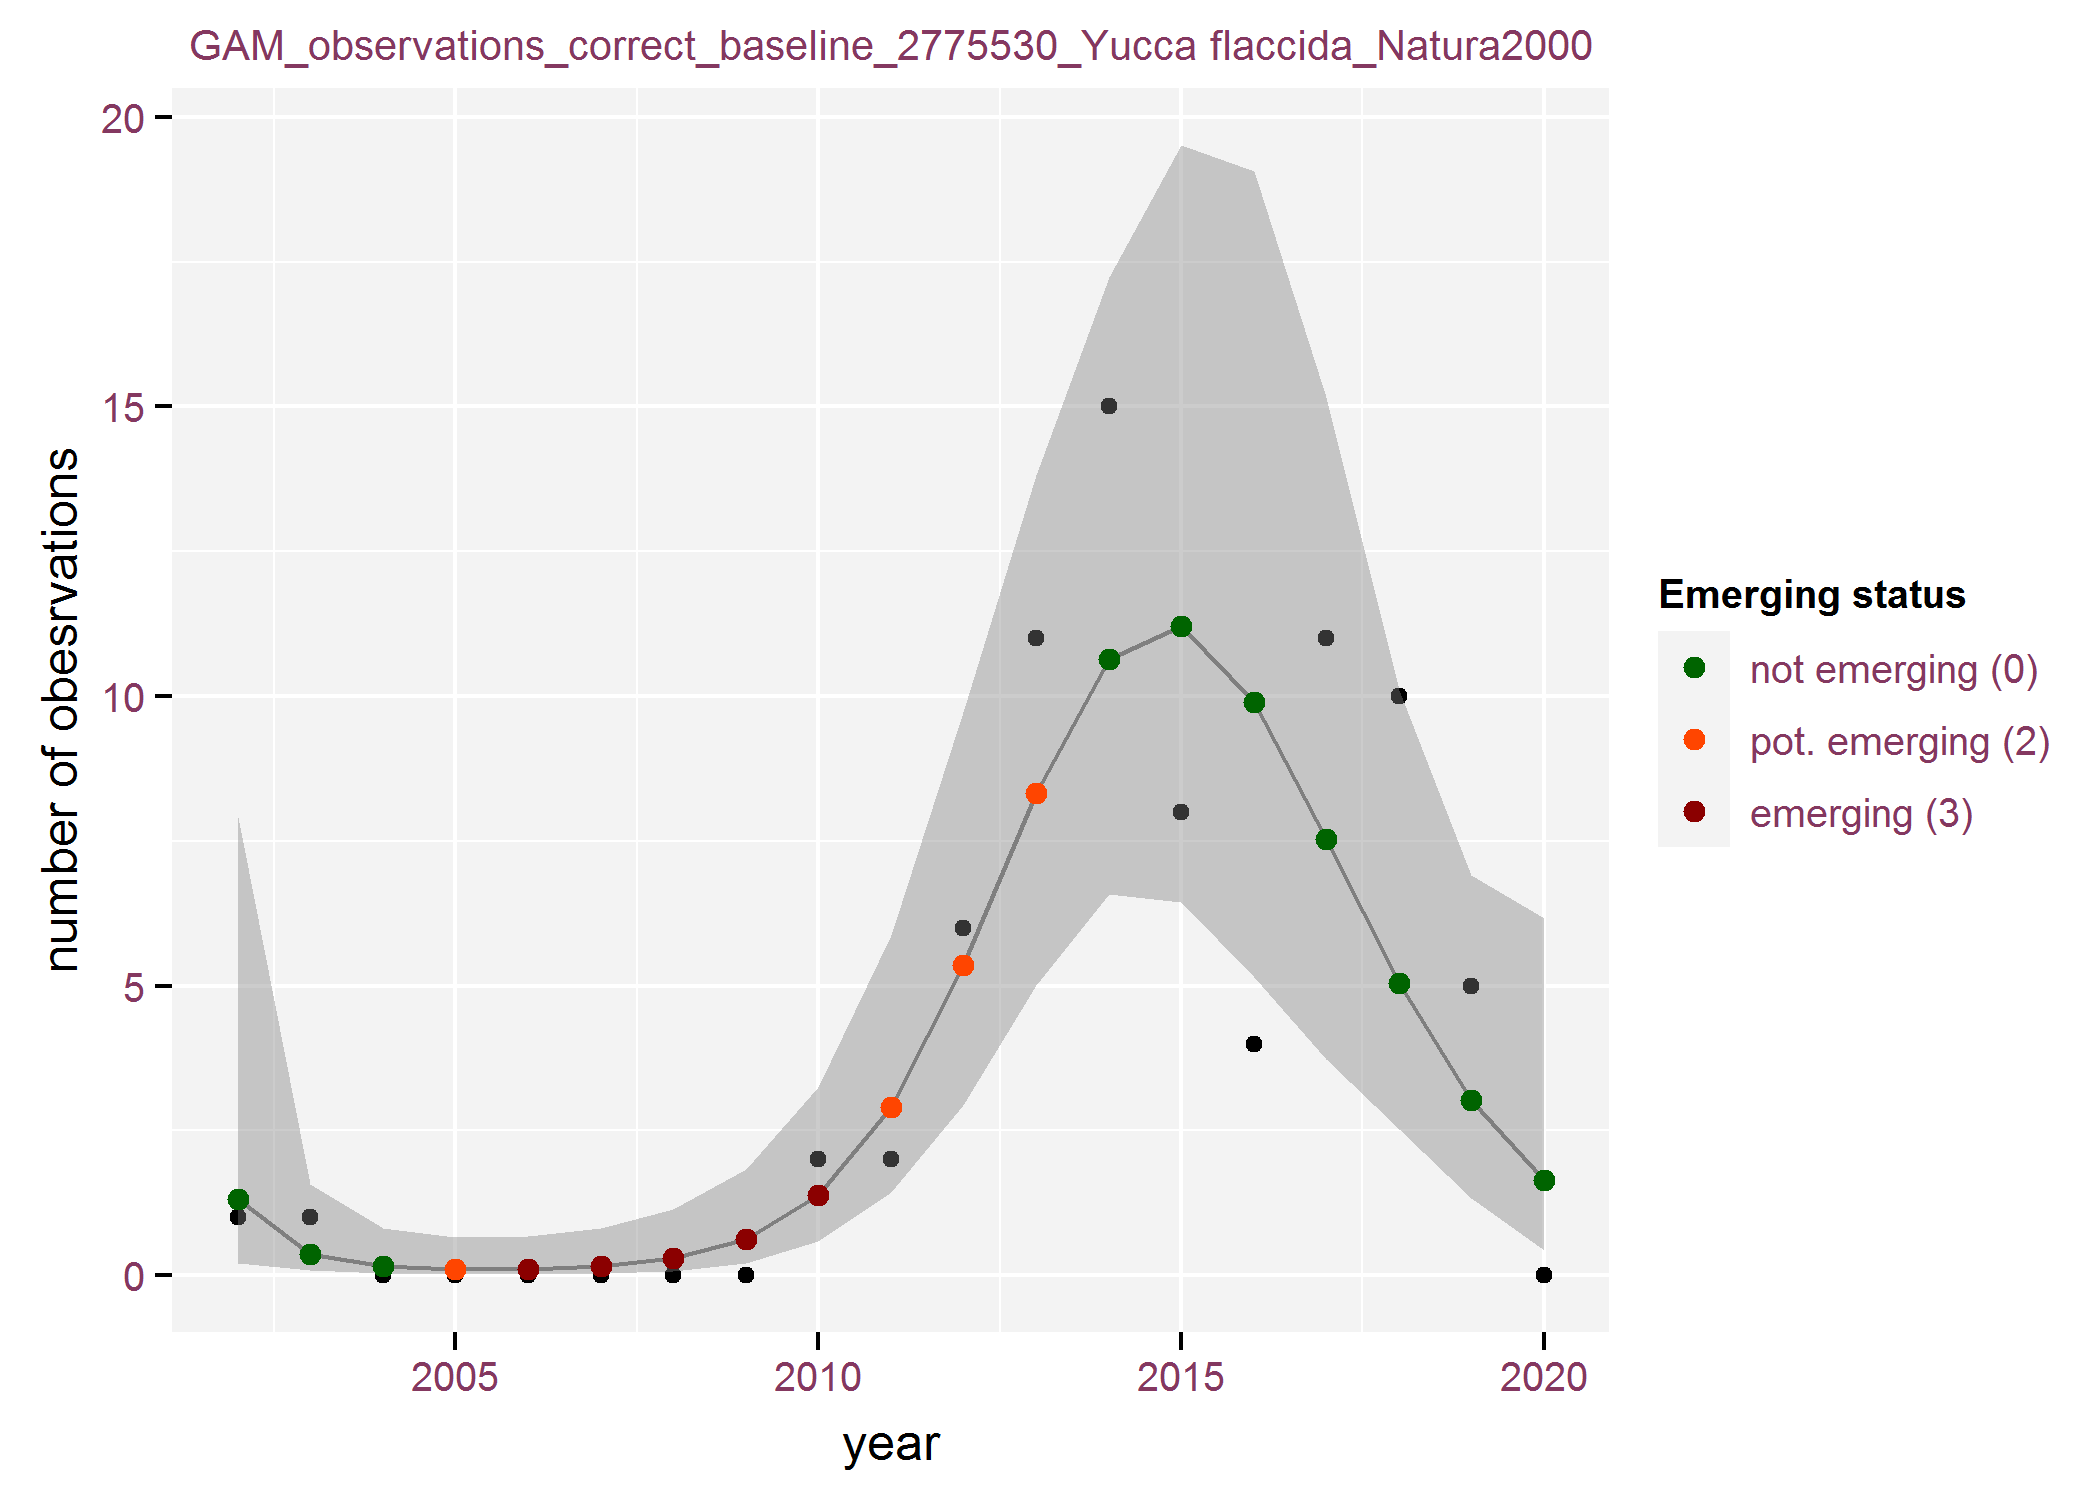 GAM_observations_correct_baseline_2775530_Yucca flaccida_Natura2000
20
15
10
5
0
number of obesrvations
2005
2010
2015
2020
year
Emerging status
not emerging (0)
pot. emerging (2)
emerging (3)